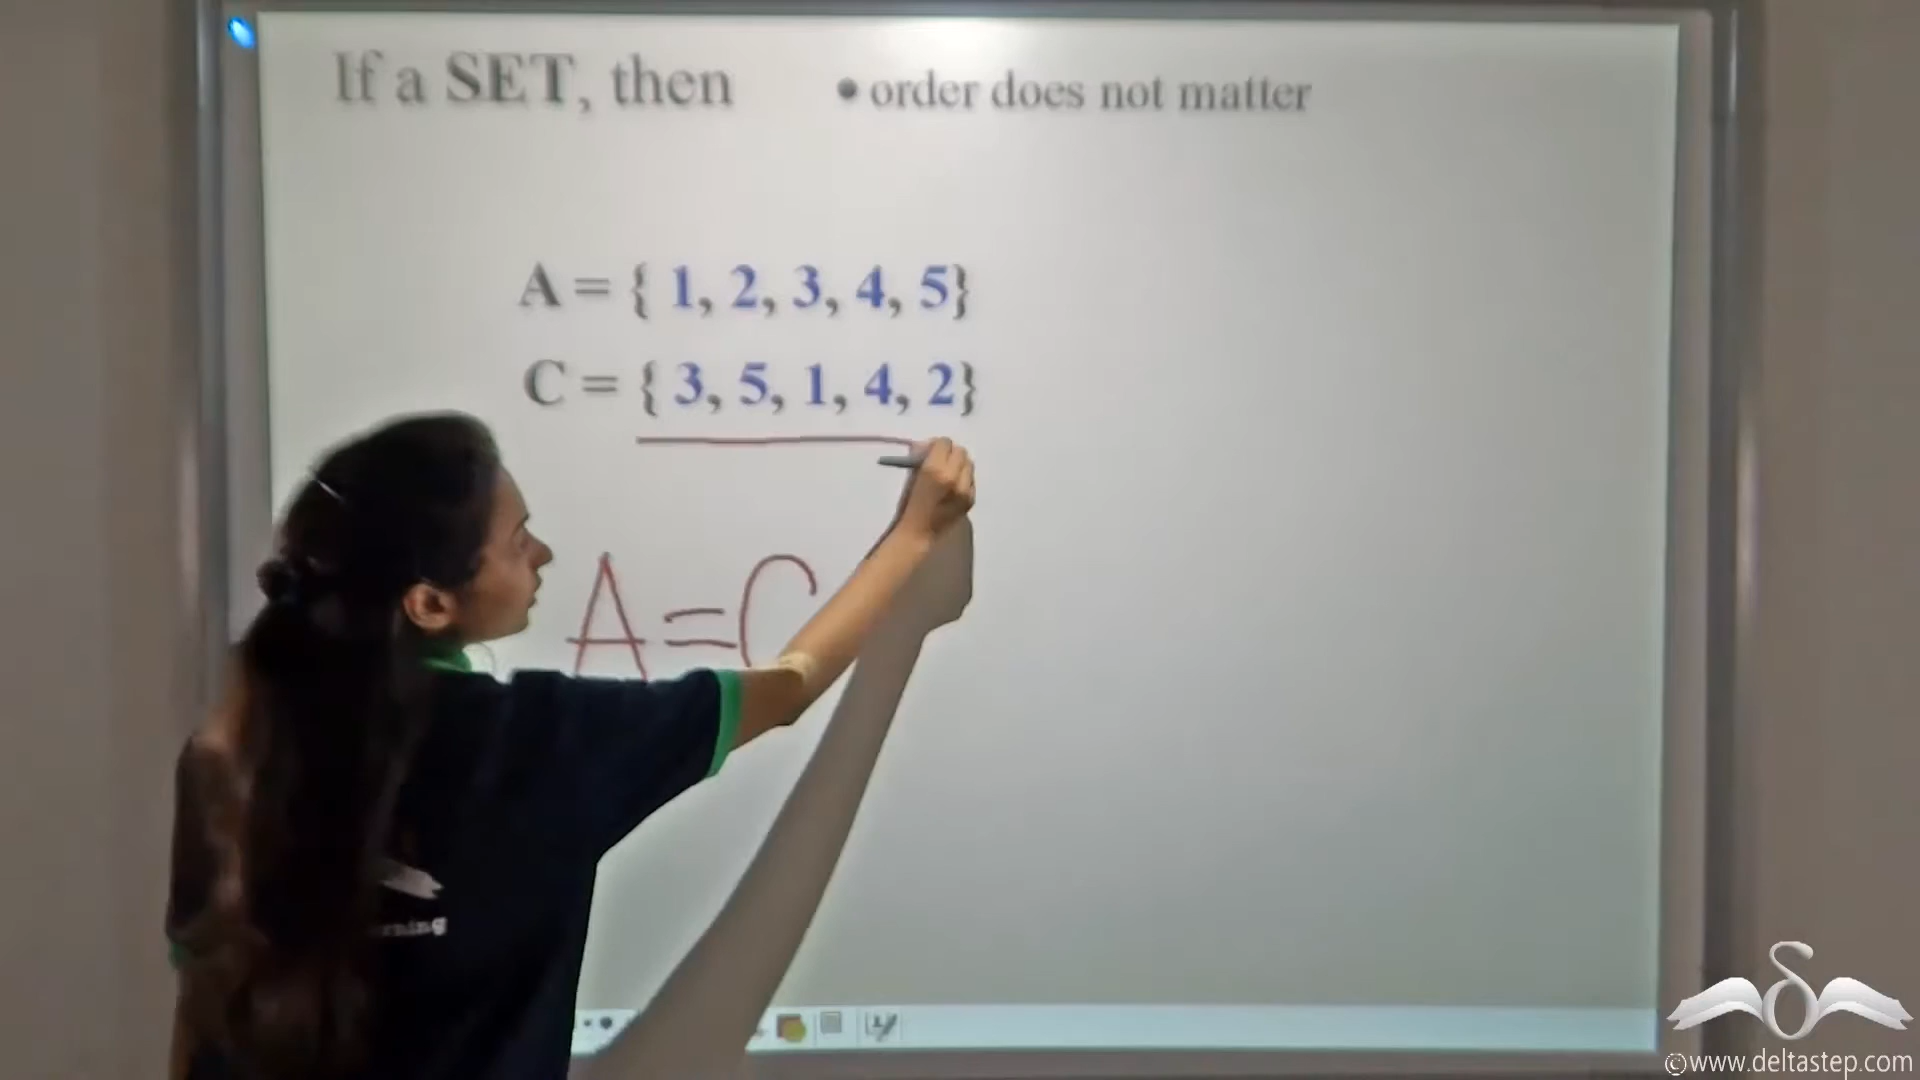 If a SET, then
• order does not matter
A = { 1, 2, 3, 4, 5}
C = { 3, 5, 1, 4, 2}
A = C
©www.deltastep.com